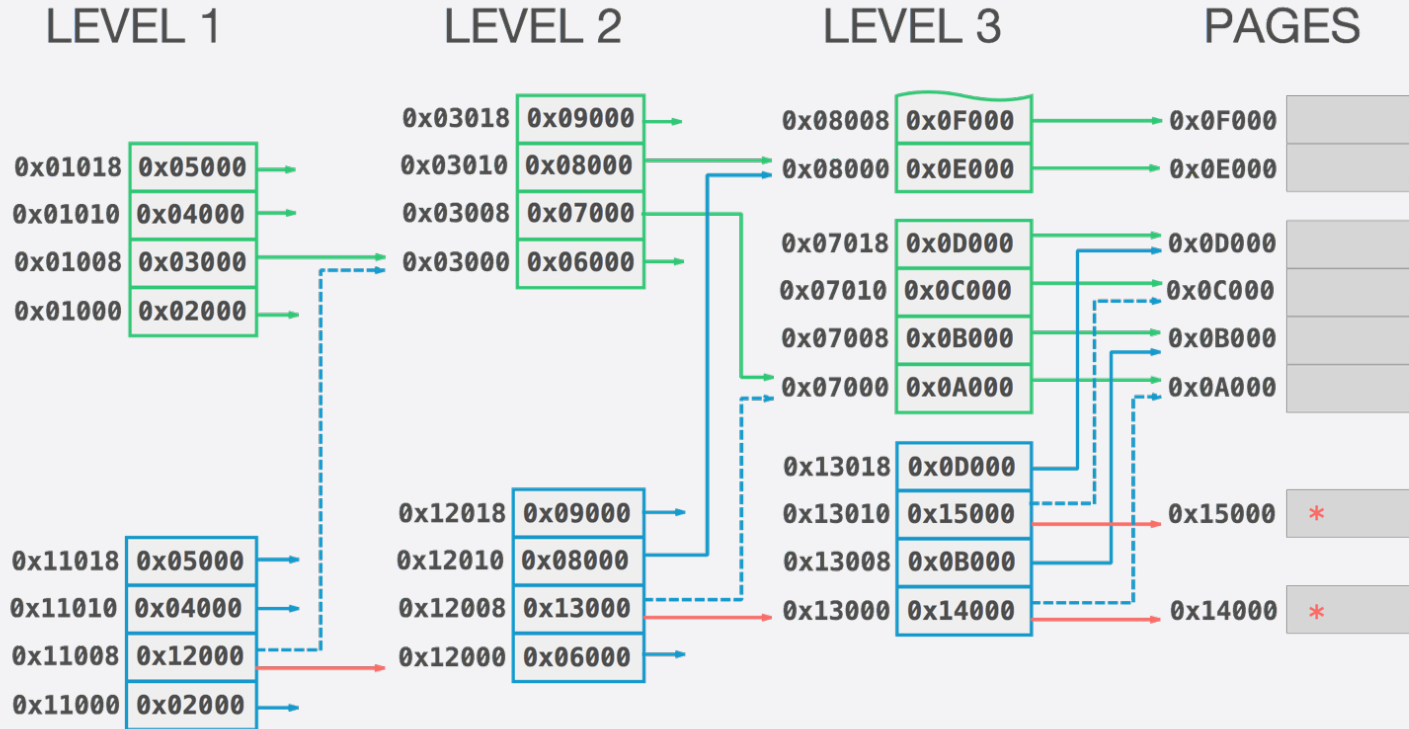 LEVEL 1 LEVEL 2 LEVEL 3 PAGES
0x01018 0x05000
0x01010 0x04000
0x01008 0x03000
0x01000 0x02000
0x11018 0x05000
0x11010 0x04000
0x11008 0x12000
0x11000 0x02000
0x03018 0x09000
0x03010 0x08000
0x03008 0x07000
0x03000 0x06000
0x12018 0x09000
0x12010 0x08000
0x12008 0x13000
0x12000 0x06000
0x08008 0x0F000
0x08000 0x0E000
0x07018 0x0D000
0x07010 0x0C000
0x07008 0x0B000
0x07000 0x0A000
0x13018 0x0D000
0x13010 0x15000
0x13008 0x0B000
0x13000 0x14000
0x0F000
0x0E000
0x0D000
0x0C000
0x0B000
0x0A000
0x15000 *
0x14000 *